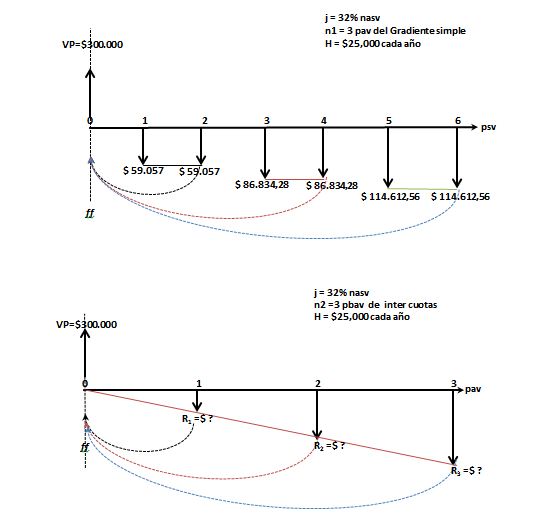 j = 32% nasv
n1 = 3 pav del Gradiente simple
H = $25,000 cada año
VP=$300.000
0 1 2 3 4 5 6 psv
$ 59.057 $ 59.057 $ 86.834,28 $ 86.834,28 $ 114.612,56 $ 114.612,56
ff
j = 32% nasv
n2 =3 pbav de inter cuotas
H = $25,000 cada año
VP=$300.000
0 1 2 3 pav
R1 =$ ?
R2 =$ ?
ff
R3 =$ ?